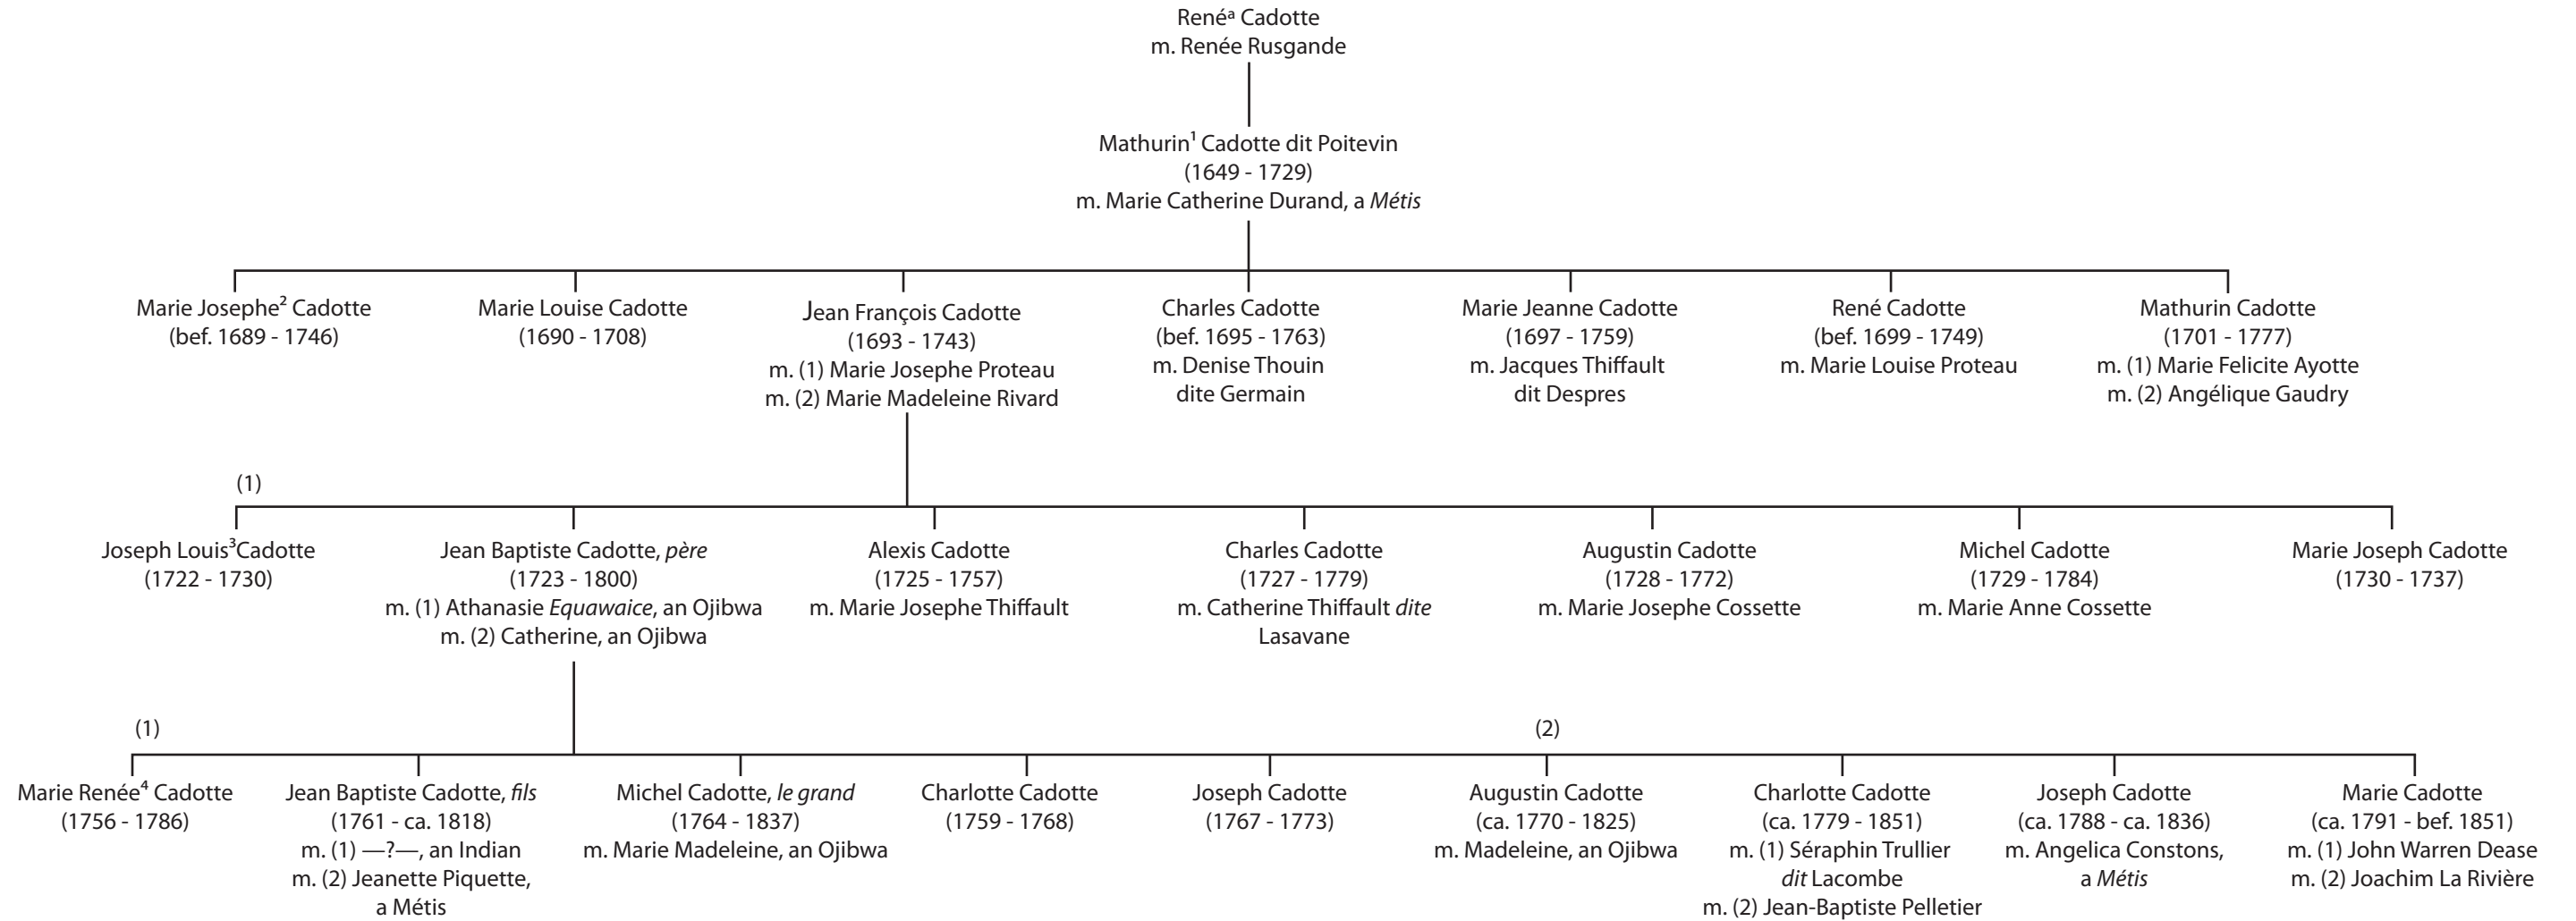 Renéª Cadotte
m. Renée Rusgande
Mathurin¹ Cadotte dit Poitevin
(1649 - 1729)
m. Marie Catherine Durand, a Métis
Marie Josephe² Cadotte
(bef. 1689 - 1746)
Marie Louise Cadotte
(1690 - 1708)
Jean François Cadotte
(1693 - 1743)
m. (1) Marie Josephe Proteau
m. (2) Marie Madeleine Rivard
Charles Cadotte
(bef. 1695 - 1763)
m. Denise Thouin
dite Germain
Marie Jeanne Cadotte
(1697 - 1759)
m. Jacques Thiffault
dit Despres
René Cadotte
(bef. 1699 - 1749)
m. Marie Louise Proteau
Mathurin Cadotte
(1701 - 1777)
m. (1) Marie Felicite Ayotte
m. (2) Angélique Gaudry
(1)
Joseph Louis³Cadotte
(1722 - 1730)
Jean Baptiste Cadotte, père
(1723 - 1800)
m. (1) Athanasie Equawaice, an Ojibwa
m. (2) Catherine, an Ojibwa
Alexis Cadotte
(1725 - 1757)
m. Marie Josephe Thiffault
Charles Cadotte
(1727 - 1779)
m. Catherine Thiffault dite
Lasavane
Augustin Cadotte
(1728 - 1772)
m. Marie Josephe Cossette
Michel Cadotte
(1729 - 1784)
m. Marie Anne Cossette
Marie Joseph Cadotte
(1730 - 1737)
(1)
(2)
Marie Renée⁴ Cadotte
(1756 - 1786)
Jean Baptiste Cadotte, fils
(1761 - ca. 1818)
m. (1) —?—, an Indian
m. (2) Jeanette Piquette,
a Métis
Michel Cadotte, le grand
(1764 - 1837)
m. Marie Madeleine, an Ojibwa
Charlotte Cadotte
(1759 - 1768)
Joseph Cadotte
(1767 - 1773)
Augustin Cadotte
(ca. 1770 - 1825)
m. Madeleine, an Ojibwa
Charlotte Cadotte
(ca. 1779 - 1851)
m. (1) Séraphin Trullier
dit Lacombe
m. (2) Jean-Baptiste Pelletier
Joseph Cadotte
(ca. 1788 - ca. 1836)
m. Angelica Constons,
a Métis
Marie Cadotte
(ca. 1791 - bef. 1851)
m. (1) John Warren Dease
m. (2) Joachim La Rivière